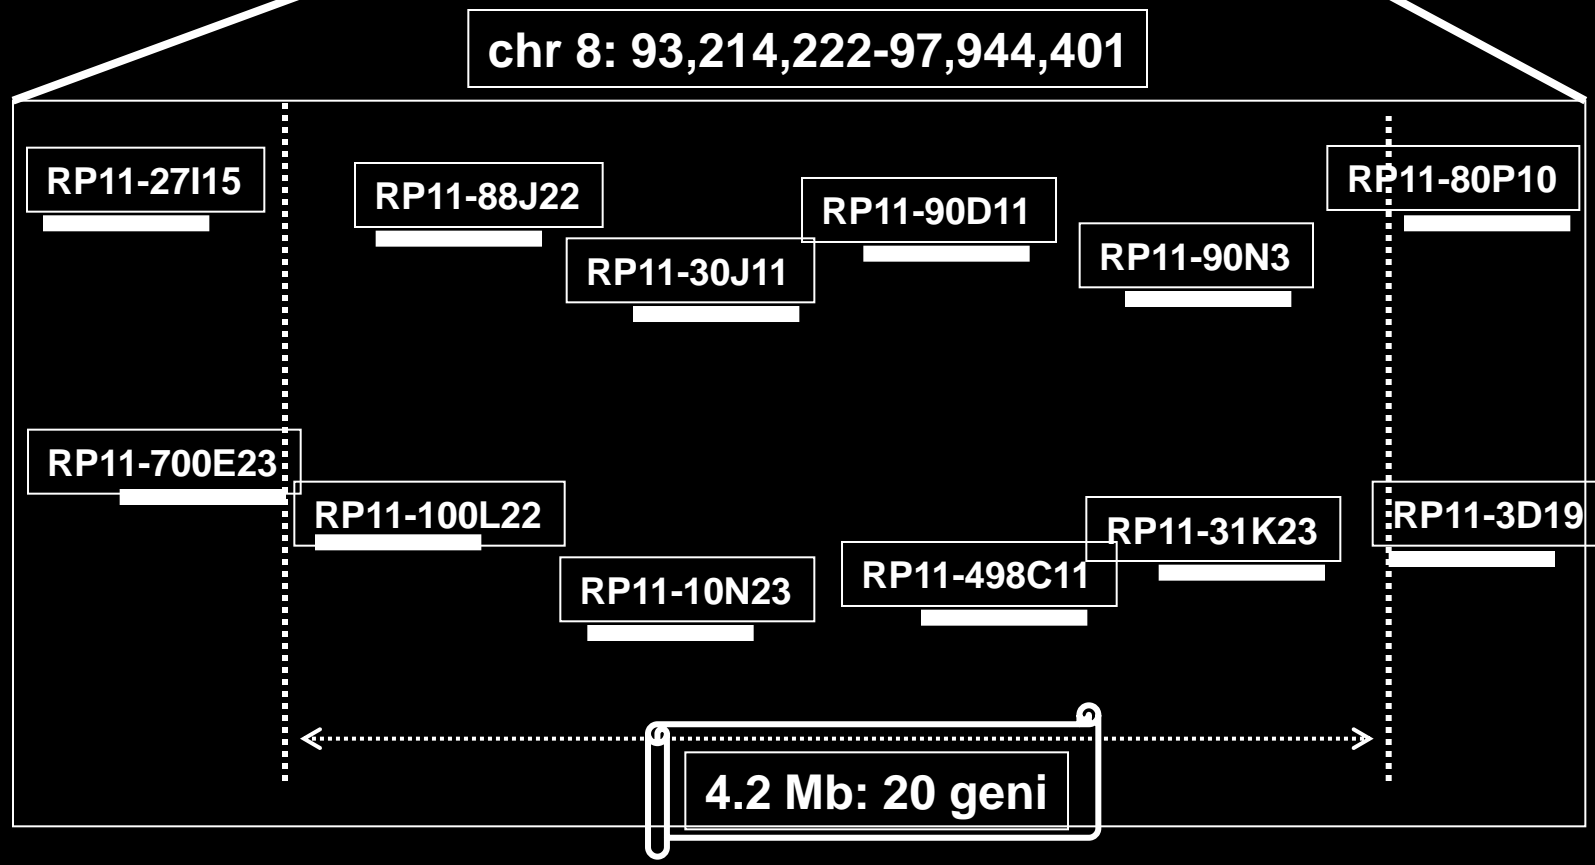 chr 8: 93,214,222-97,944,401
RP11-27I15
RP11-88J22
RP11-90D11
RP11-80P10
RP11-30J11
RP11-90N3
RP11-700E23
RP11-100L22
RP11-31K23
RP11-3D19
RP11-10N23
RP11-498C11
4.2 Mb: 20 geni